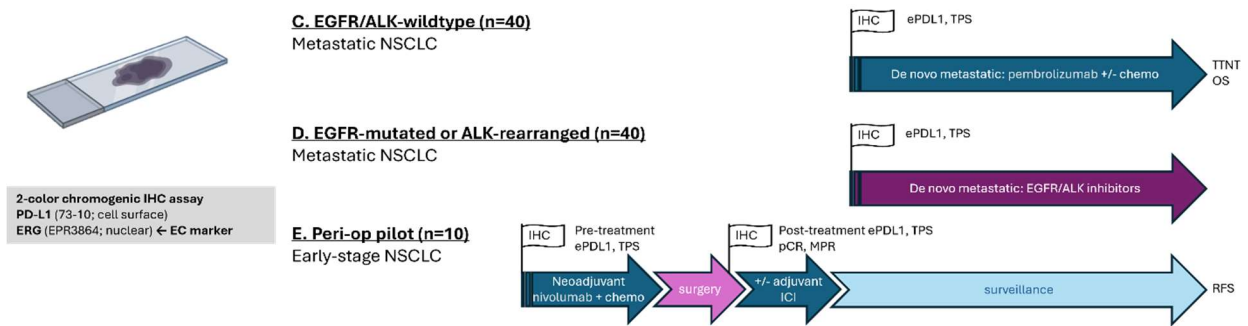 C. EGFR/ALK-wildtype (n=40)
Metastatic NSCLC
IHC
ePDL1, TPS
De novo metastatic: pembrolizumab +/- chemo
TTNT
OS
D. EGFR-mutated or ALK-rearranged (n=40)
Metastatic NSCLC
IHC
ePDL1, TPS
De novo metastatic: EGFR/ALK inhibitors
2-color chromogenic IHC assay
PD-L1 (73-10; cell surface)
ERG (EPR3864; nuclear) ← EC marker
E. Peri-op pilot (n=10)
Early-stage NSCLC
IHC
Pre-treatment
ePDL1, TPS
IHC
Post-treatment ePDL1, TPS
pCR, MPR
Neoadjuvant
nivolumab + chemo
surgery
+/- adjuvant
ICI
surveillance
RFS